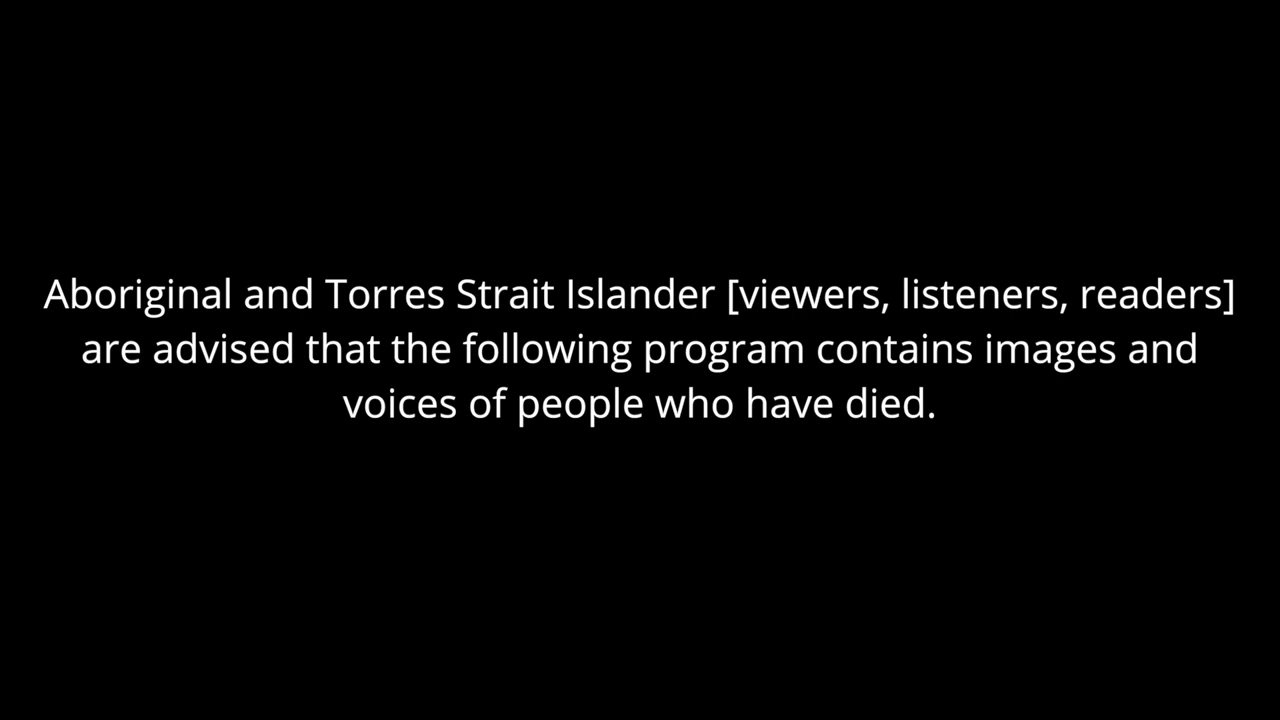 Aboriginal and Torres Strait Islander [viewers, listeners, readers]
are advised that the following program contains images and
voices of people who have died.